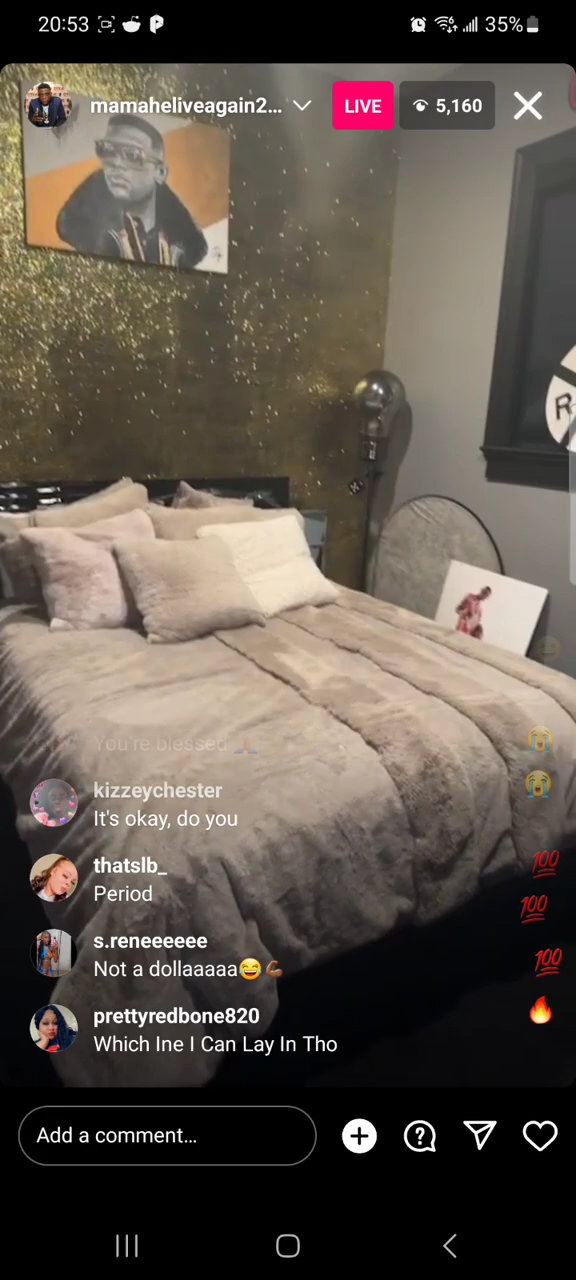 20:53
35%
mamaheliveagain2...
LIVE
5,160
R
You're blessed 🙏🏼
kizzeychester
It's okay, do you
thatslb_
Period
s.reneeeeee
Not a dollaaaaa😂💪🏾
prettyredbone820
Which Ine I Can Lay In Tho
Add a comment...